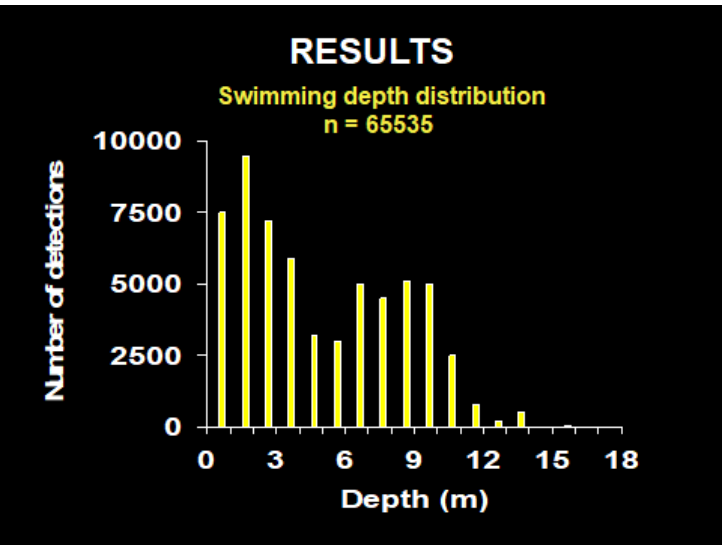 RESULTS
Swimming depth distribution
n = 65535
10000
7500
5000
2500
0
Number of detections
0 3 6 9 12 15 18
Depth (m)